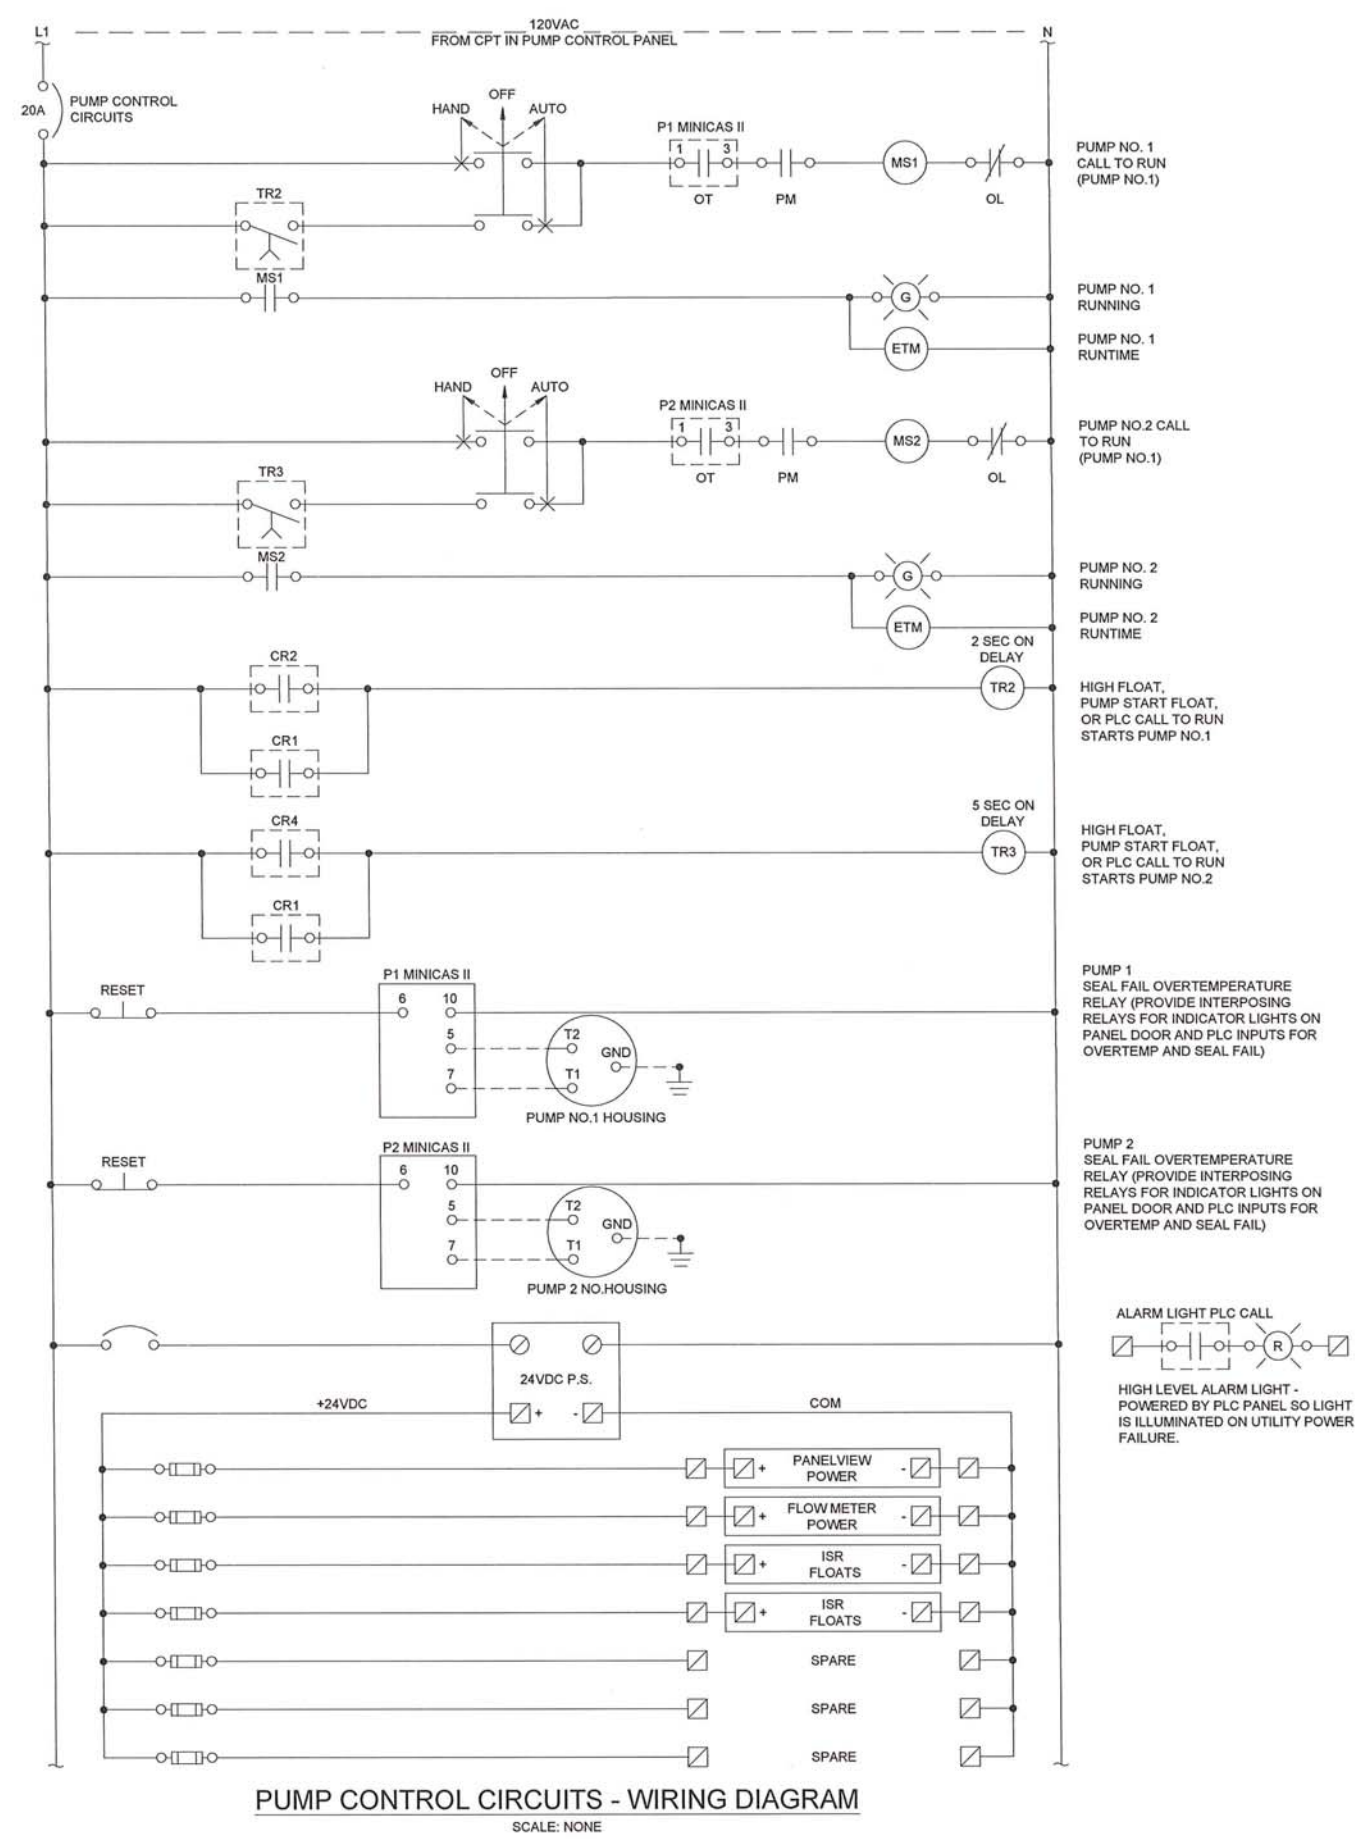 120VAC
L1
N
FROM CPT IN PUMP CONTROL PANEL
20A
PUMP CONTROL
CIRCUITS
HAND
OFF
AUTO
P1 MINICAS II
1
3
OT
PM
MS1
OL
PUMP NO. 1
CALL TO RUN
(PUMP NO.1)
TR2
MS1
G
PUMP NO. 1
RUNNING
ETM
PUMP NO. 1
RUNTIME
HAND
OFF
AUTO
P2 MINICAS II
1
3
OT
PM
MS2
OL
PUMP NO.2 CALL
TO RUN
(PUMP NO.1)
TR3
MS2
G
PUMP NO. 2
RUNNING
ETM
PUMP NO. 2
RUNTIME
CR2
2 SEC ON
DELAY
TR2
HIGH FLOAT,
PUMP START FLOAT,
OR PLC CALL TO RUN
STARTS PUMP NO.1
CR1
CR4
5 SEC ON
DELAY
TR3
HIGH FLOAT,
PUMP START FLOAT,
OR PLC CALL TO RUN
STARTS PUMP NO.2
CR1
RESET
P1 MINICAS II
6
10
5
7
T2
T1
GND
PUMP NO.1 HOUSING
PUMP 1
SEAL FAIL OVERTEMPERATURE
RELAY (PROVIDE INTERPOSING
RELAYS FOR INDICATOR LIGHTS ON
PANEL DOOR AND PLC INPUTS FOR
OVERTEMP AND SEAL FAIL)
RESET
P2 MINICAS II
6
10
5
7
T2
T1
GND
PUMP 2 NO.HOUSING
PUMP 2
SEAL FAIL OVERTEMPERATURE
RELAY (PROVIDE INTERPOSING
RELAYS FOR INDICATOR LIGHTS ON
PANEL DOOR AND PLC INPUTS FOR
OVERTEMP AND SEAL FAIL)
ALARM LIGHT PLC CALL
R
HIGH LEVEL ALARM LIGHT -
POWERED BY PLC PANEL SO LIGHT
IS ILLUMINATED ON UTILITY POWER
FAILURE.
24VDC P.S.
+ -
+24VDC
COM
+ PANELVIEW -
POWER
+ FLOW METER -
POWER
+ ISR -
FLOATS
+ ISR -
FLOATS
SPARE
SPARE
SPARE
PUMP CONTROL CIRCUITS - WIRING DIAGRAM
SCALE: NONE